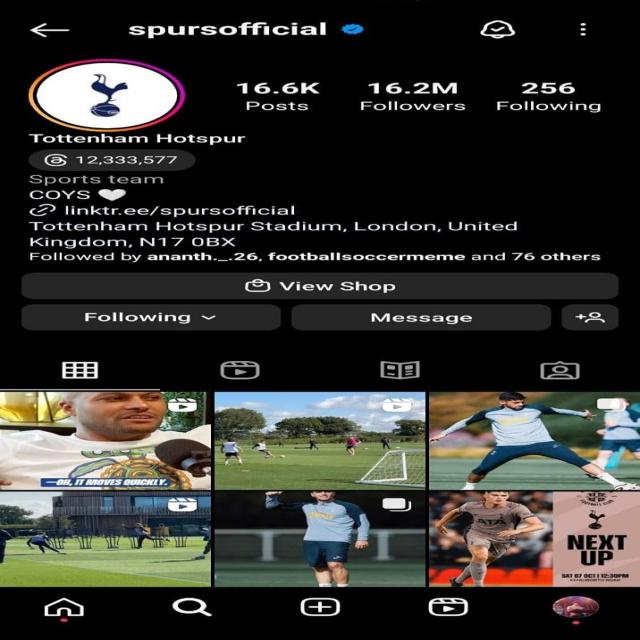 spursofficial
16.6K 16.2M 256
Posts Followers Following
Tottenham Hotspur
12,333,577
Sports team
COYS 🤍
linktr.ee/spursofficial
Tottenham Hotspur Stadium, London, United
Kingdom, N17 0BX
Followed by ananth._.26, footballsoccermeme and 76 others
View Shop
Following Message
—OH, IT MOVES QUICKLY.
AIA
NEXT
UP
SAT 07 OCT | 12:30PM